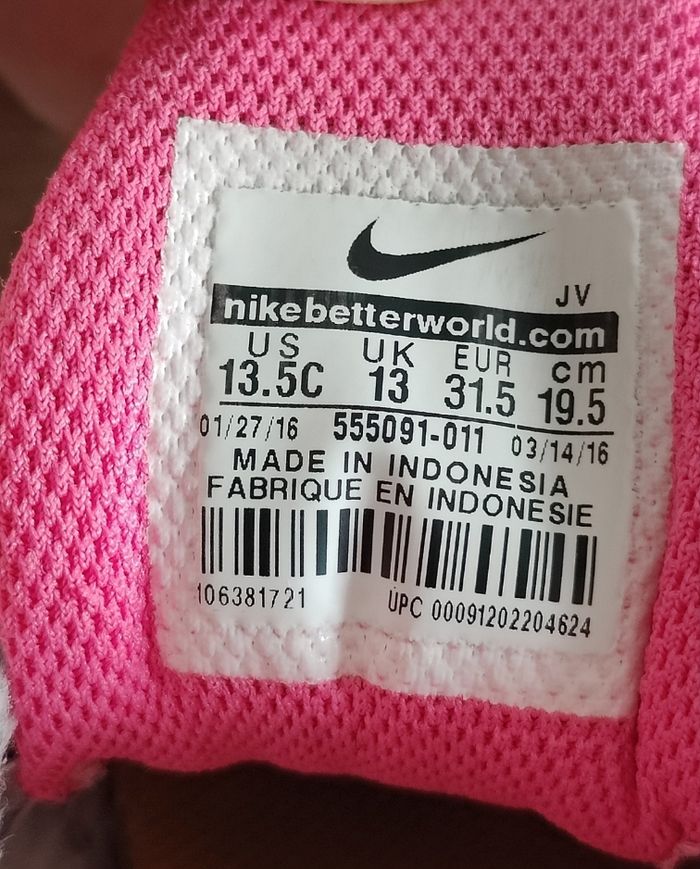 JV
nikebetterworld.com
US UK EUR cm
13.5C 13 31.5 19.5
01/27/16 555091-011 03/14/16
MADE IN INDONESIA
FABRIQUE EN INDONESIE
106381721 UPC 00091202204624